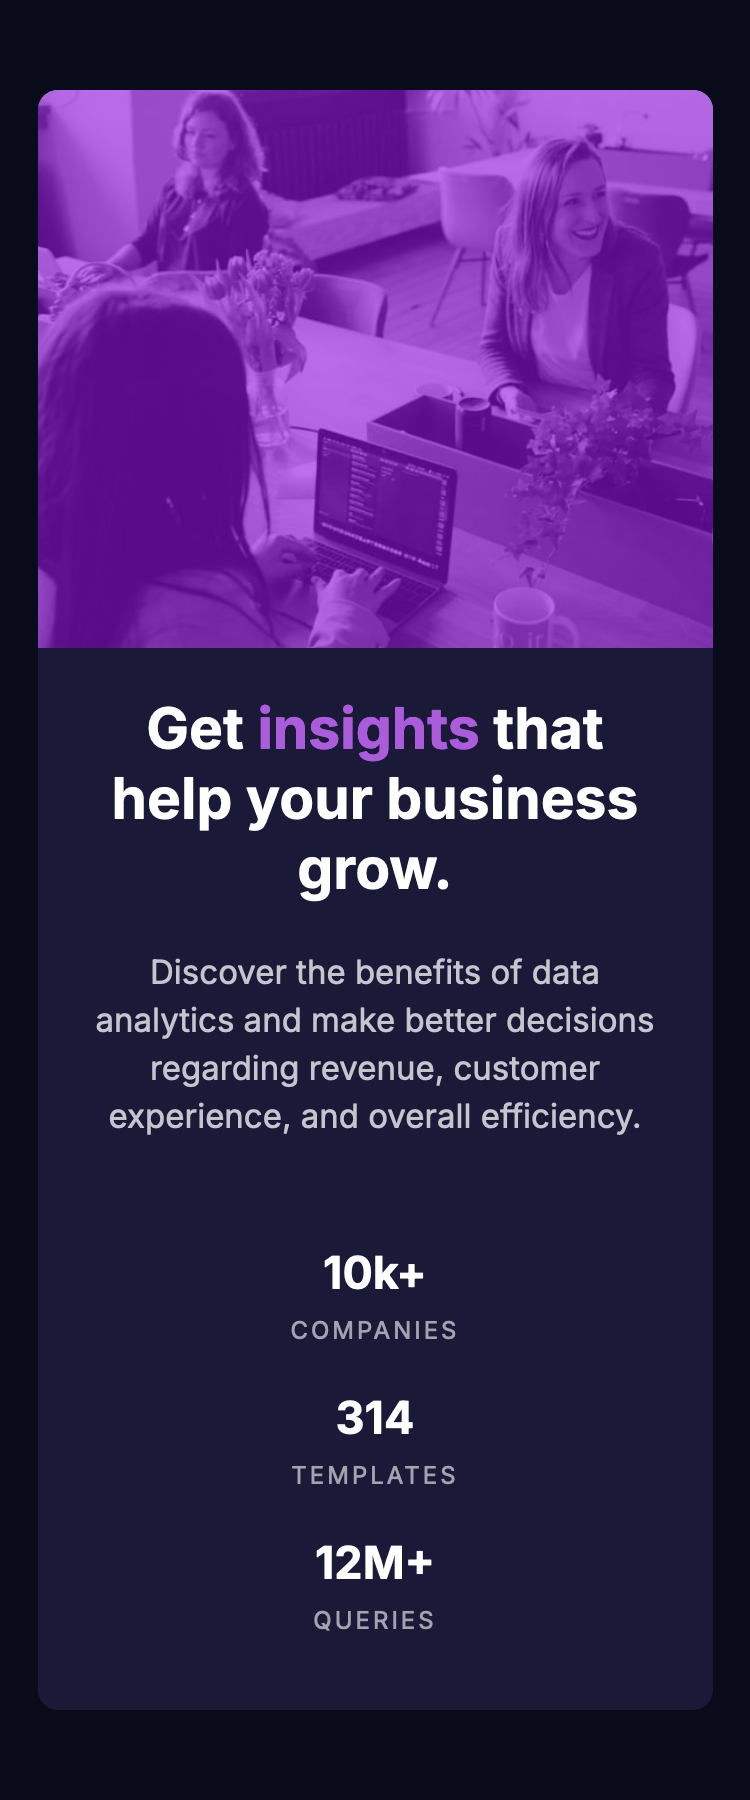 Get insights that
help your business
grow.
Discover the benefits of data
analytics and make better decisions
regarding revenue, customer
experience, and overall efficiency.
10k+
COMPANIES
314
TEMPLATES
12M+
QUERIES